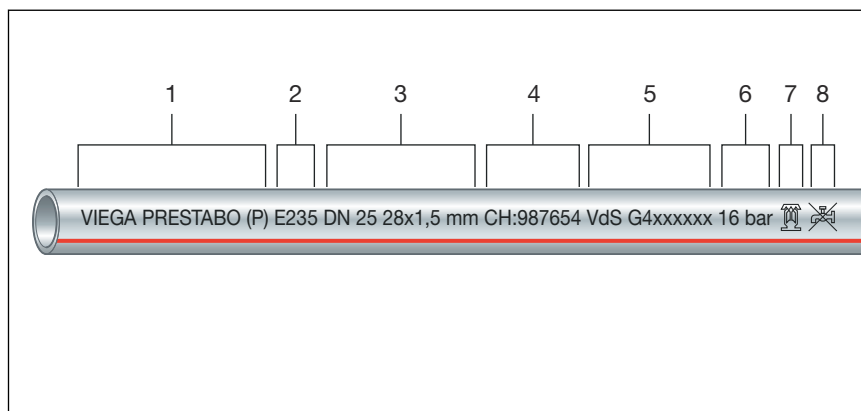 1 2 3 4 5 6 7 8
VIEGA PRESTABO (P) E235 DN 25 28x1,5 mm CH:987654 VdS G4xxxxxx 16 bar